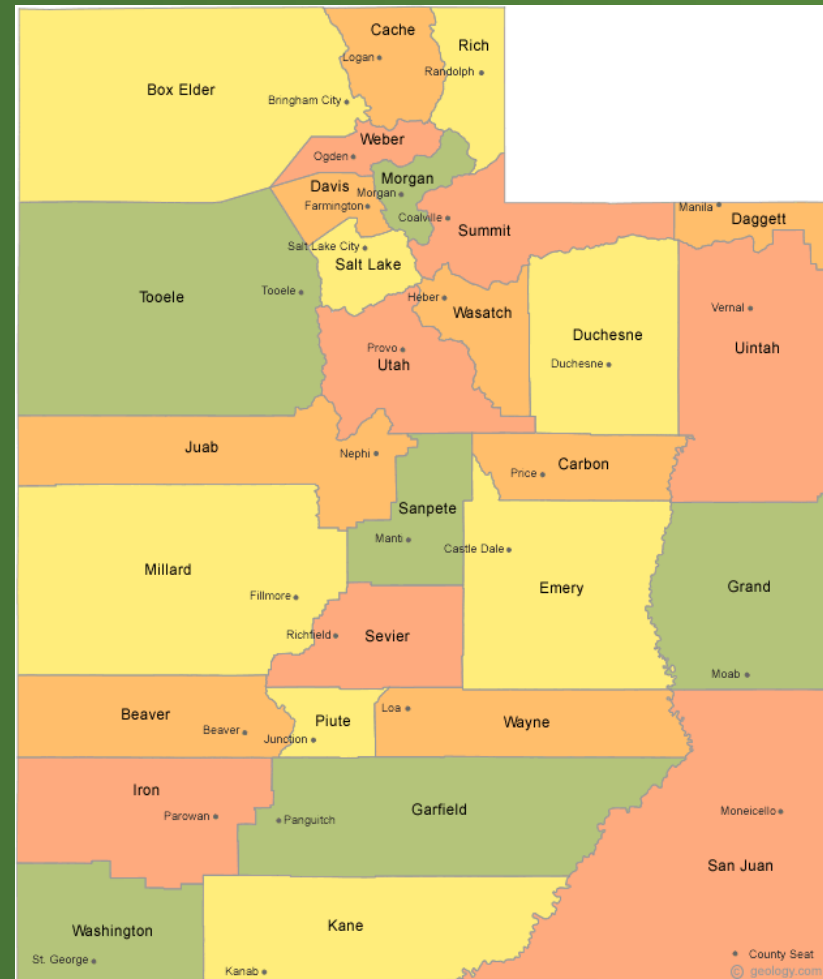 Cache
Rich
Logan
Randolph
Box Elder
Bringham City
Weber
Ogden
Morgan
Davis
Morgan
Farmington
Manila
Daggett
Coalville
Summit
Salt Lake City
Salt Lake
Tooele
Tooele
Heber
Wasatch
Vernal
Duchesne
Uintah
Provo
Utah
Duchesne
Juab
Nephi
Carbon
Price
Sanpete
Manti
Castle Dale
Millard
Emery
Grand
Fillmore
Richfield
Sevier
Moab
Beaver
Loa
Piute
Wayne
Beaver
Junction
Iron
Parowan
Panguitch
Garfield
Moneicello
San Juan
Washington
Kane
St. George
Kanab
County Seat
© geology.com